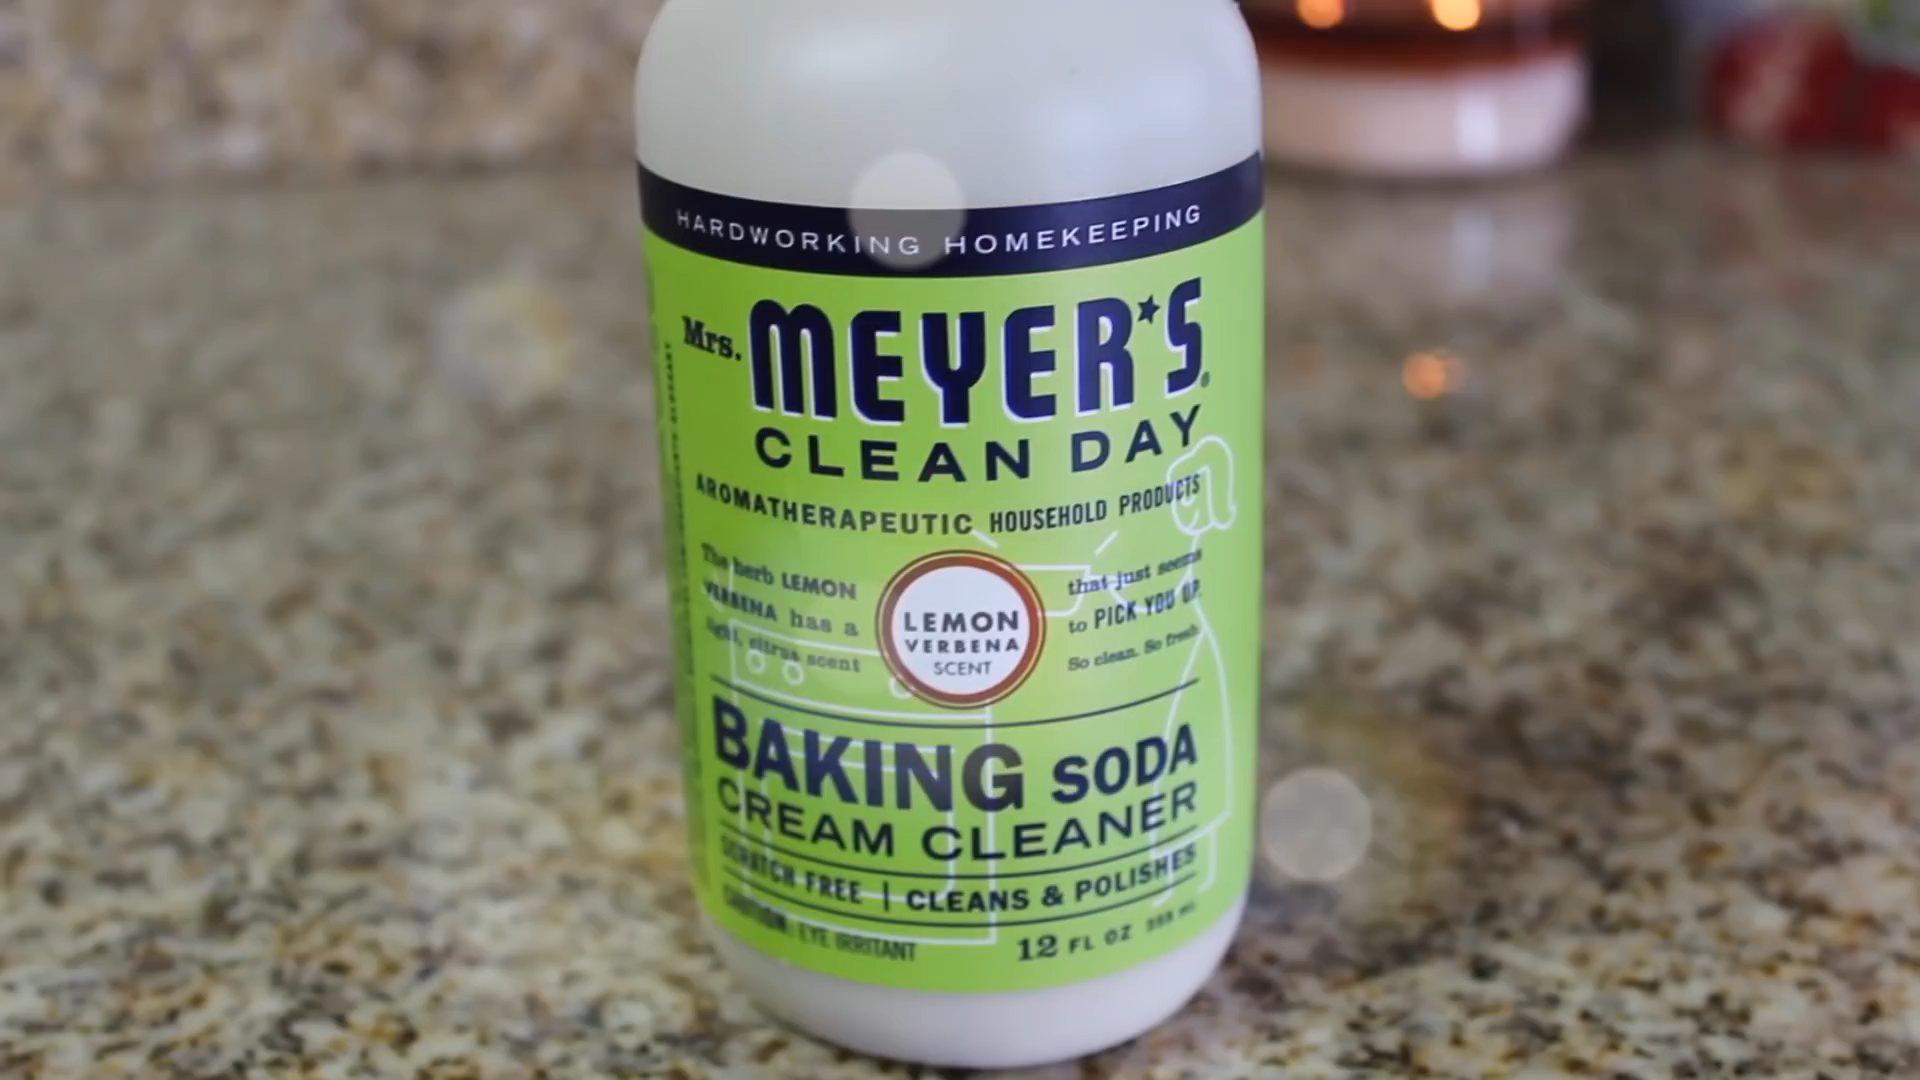 HARDWORKING HOMEKEEPING
Mrs. MEYER'S
CLEAN DAY
AROMATHERAPEUTIC HOUSEHOLD PRODUCTS
The herb LEMON
VERBENA has a
light, citrus scent
LEMON
VERBENA
SCENT
that just seems
to PICK YOU UP.
So clean. So fresh.
BAKING SODA
CREAM CLEANER
SCRATCH FREE | CLEANS & POLISHES
CAUTION: EYE IRRITANT
12 FL OZ